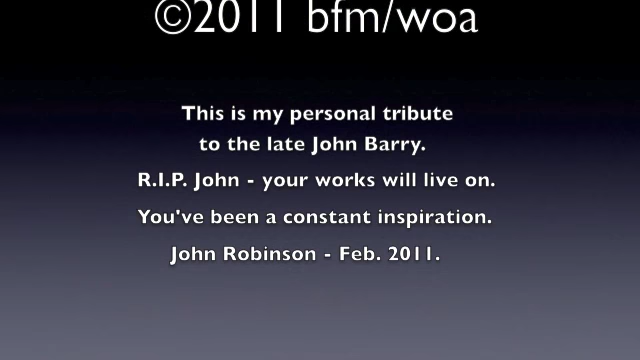 ©2011 bfm/woa
This is my personal tribute
to the late John Barry.
R.I.P. John - your works will live on.
You've been a constant inspiration.
John Robinson - Feb. 2011.